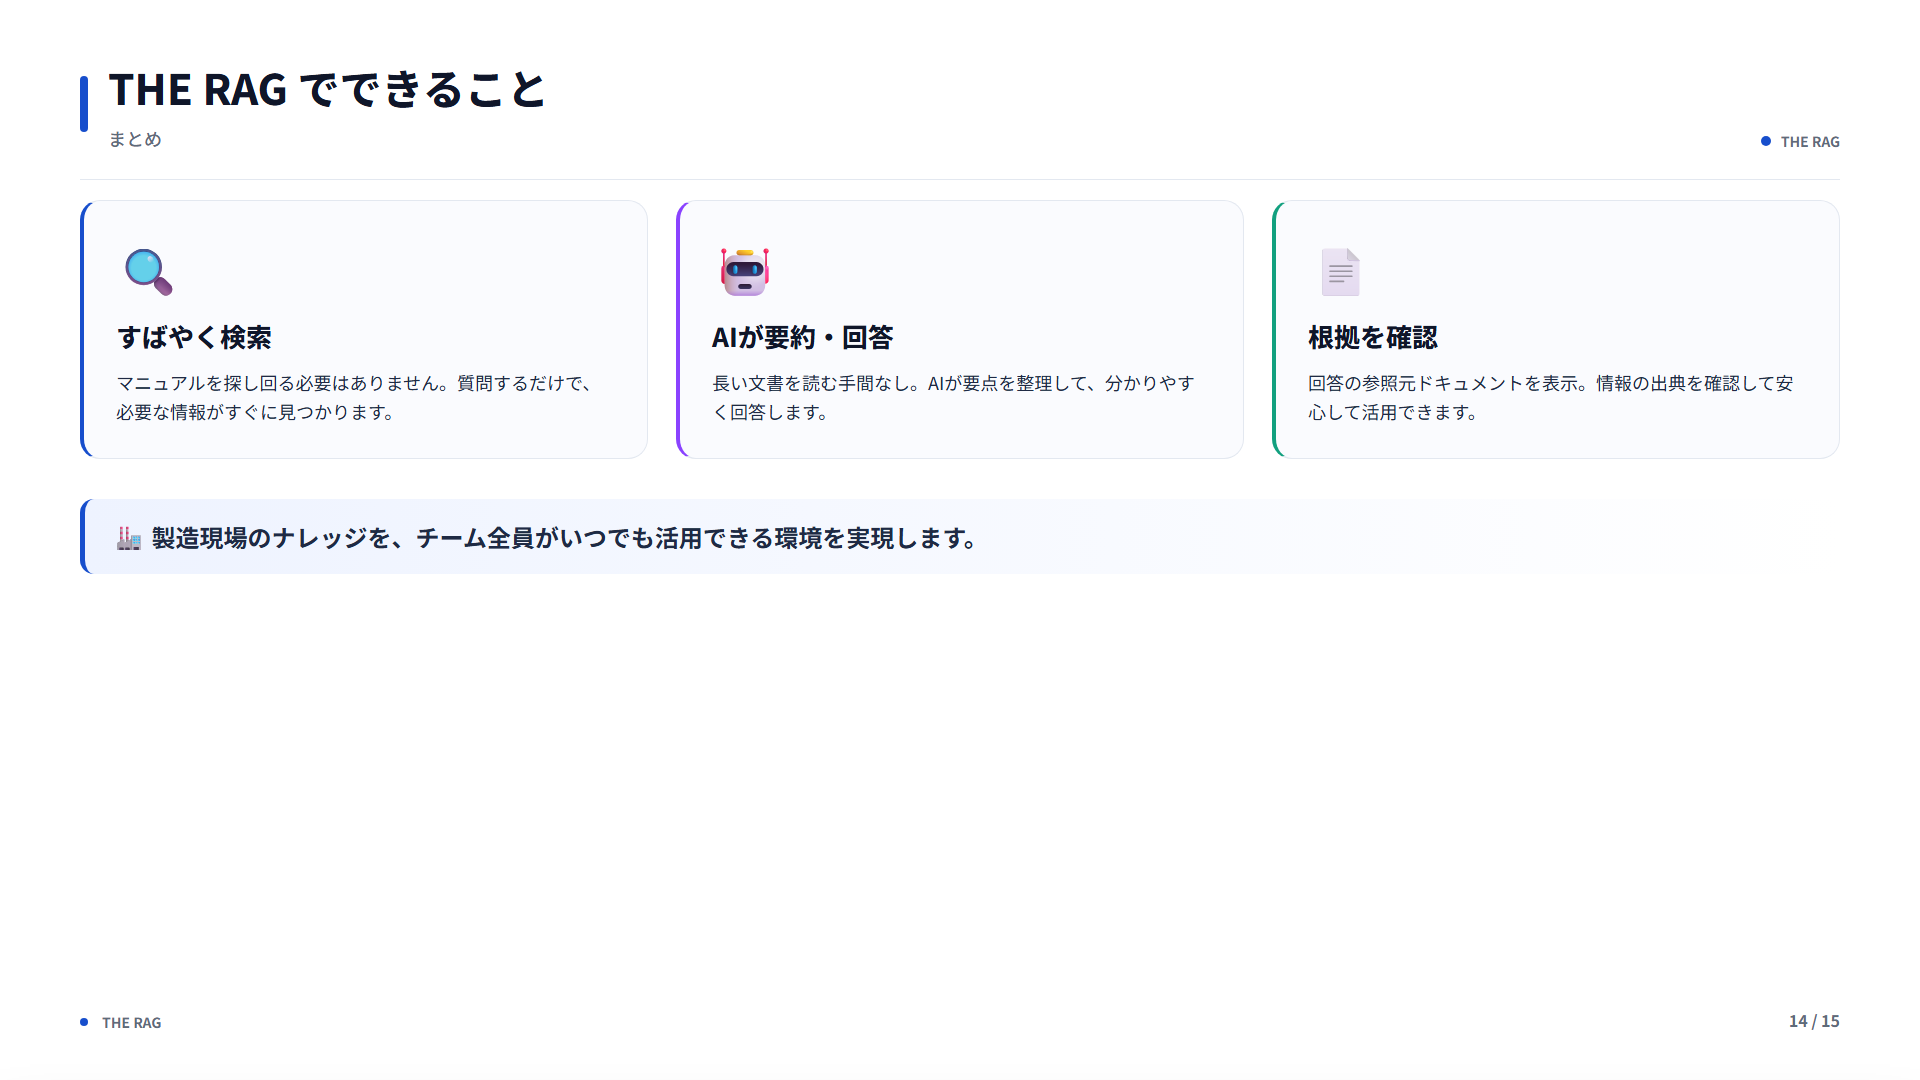 THE RAG でできること
まとめ
THE RAG
すばやく検索
マニュアルを探し回る必要はありません。質問するだけで、
必要な情報がすぐに見つかります。
AIが要約・回答
長い文書を読む手間なし。AIが要点を整理して、分かりやす
く回答します。
根拠を確認
回答の参照元ドキュメントを表示。情報の出典を確認して安
心して活用できます。
製造現場のナレッジを、チーム全員がいつでも活用できる環境を実現します。
THE RAG
14 / 15